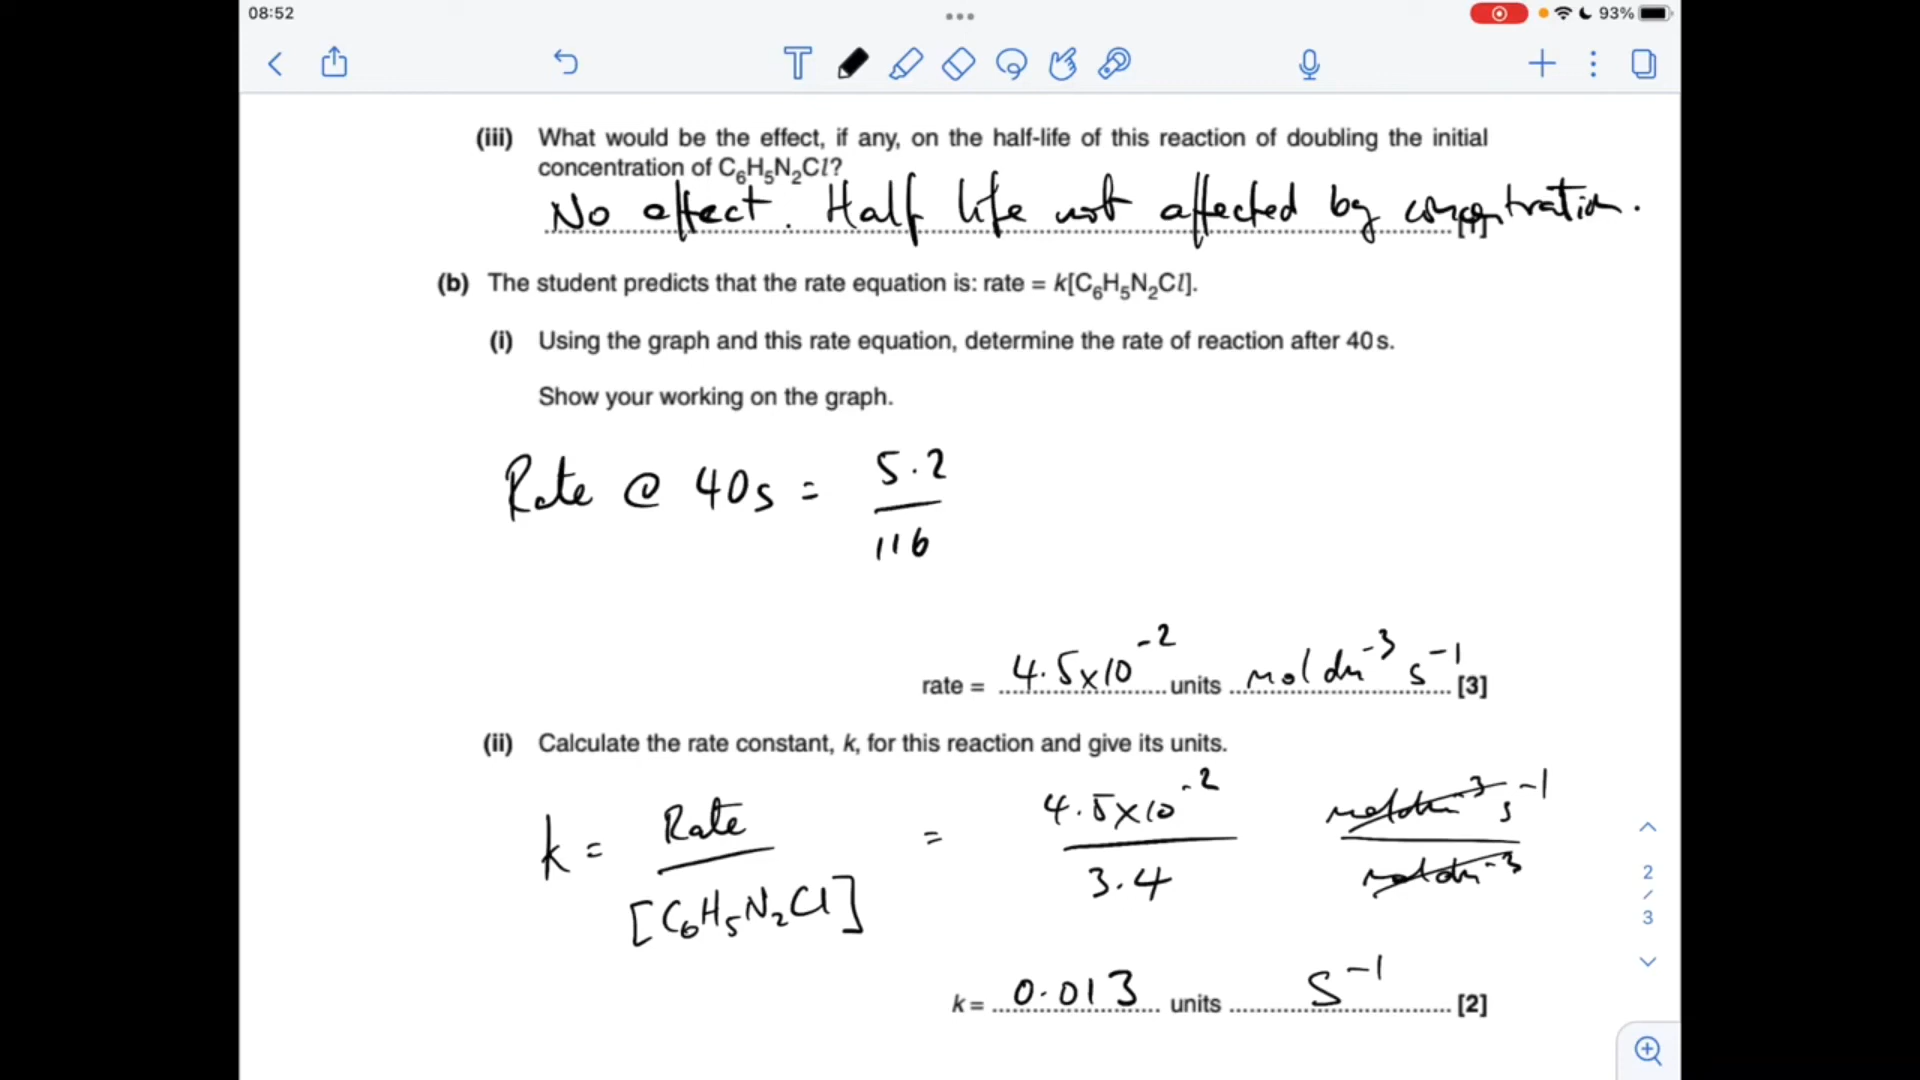 08:52
93%
(iii) What would be the effect, if any, on the half-life of this reaction of doubling the initial
concentration of C₆H₅N₂Cl?
No effect. Half life not affected by concentration.
[1]
(b) The student predicts that the rate equation is: rate = k[C₆H₅N₂Cl].
(i) Using the graph and this rate equation, determine the rate of reaction after 40 s.
Show your working on the graph.
Rate @ 40s = 5.2
116
rate = 4.5x10⁻² units mol dm⁻³ s⁻¹ [3]
(ii) Calculate the rate constant, k, for this reaction and give its units.
k = Rate = 4.5x10⁻² moldm⁻³ s⁻¹
[C₆H₅N₂Cl] 3.4 moldm⁻³
k = 0.013 units s⁻¹ [2]
2
/
3